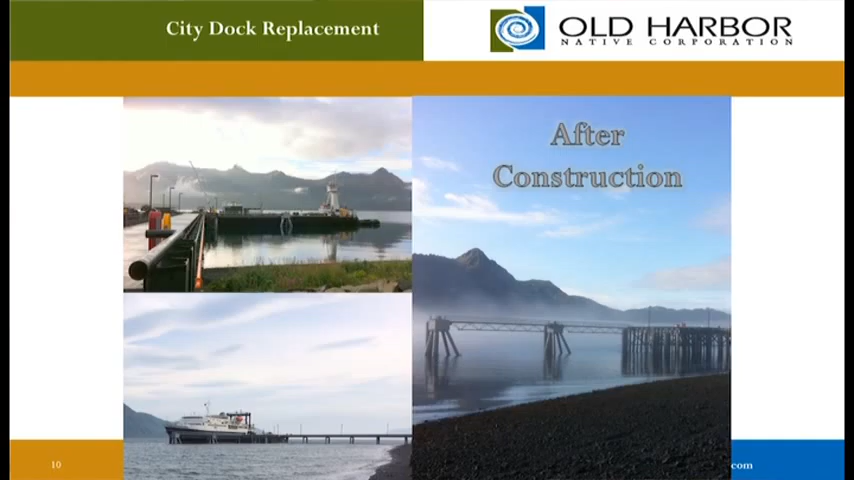 City Dock Replacement
OLD HARBOR
NATIVE CORPORATION
After
Construction
10
com